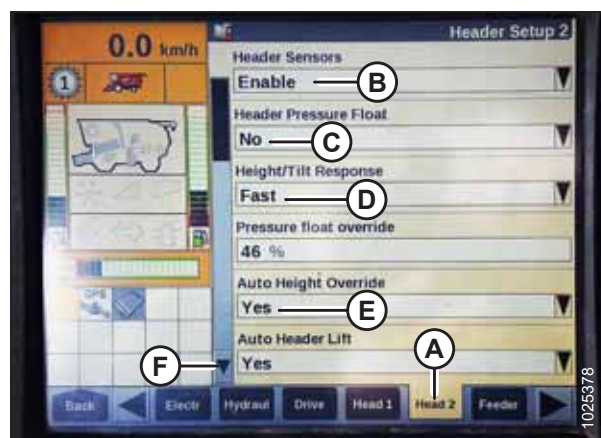 0.0 km/h
Header Setup 2
1
Header Sensors
Enable
B
Header Pressure Float
No
C
Height/Tilt Response
Fast
D
Pressure float override
46 %
Auto Height Override
Yes
E
GPS
Auto Header Lift
Yes
F
A
Back
Electr
Hydraul
Drive
Head 1
Head 2
Feeder
1025378